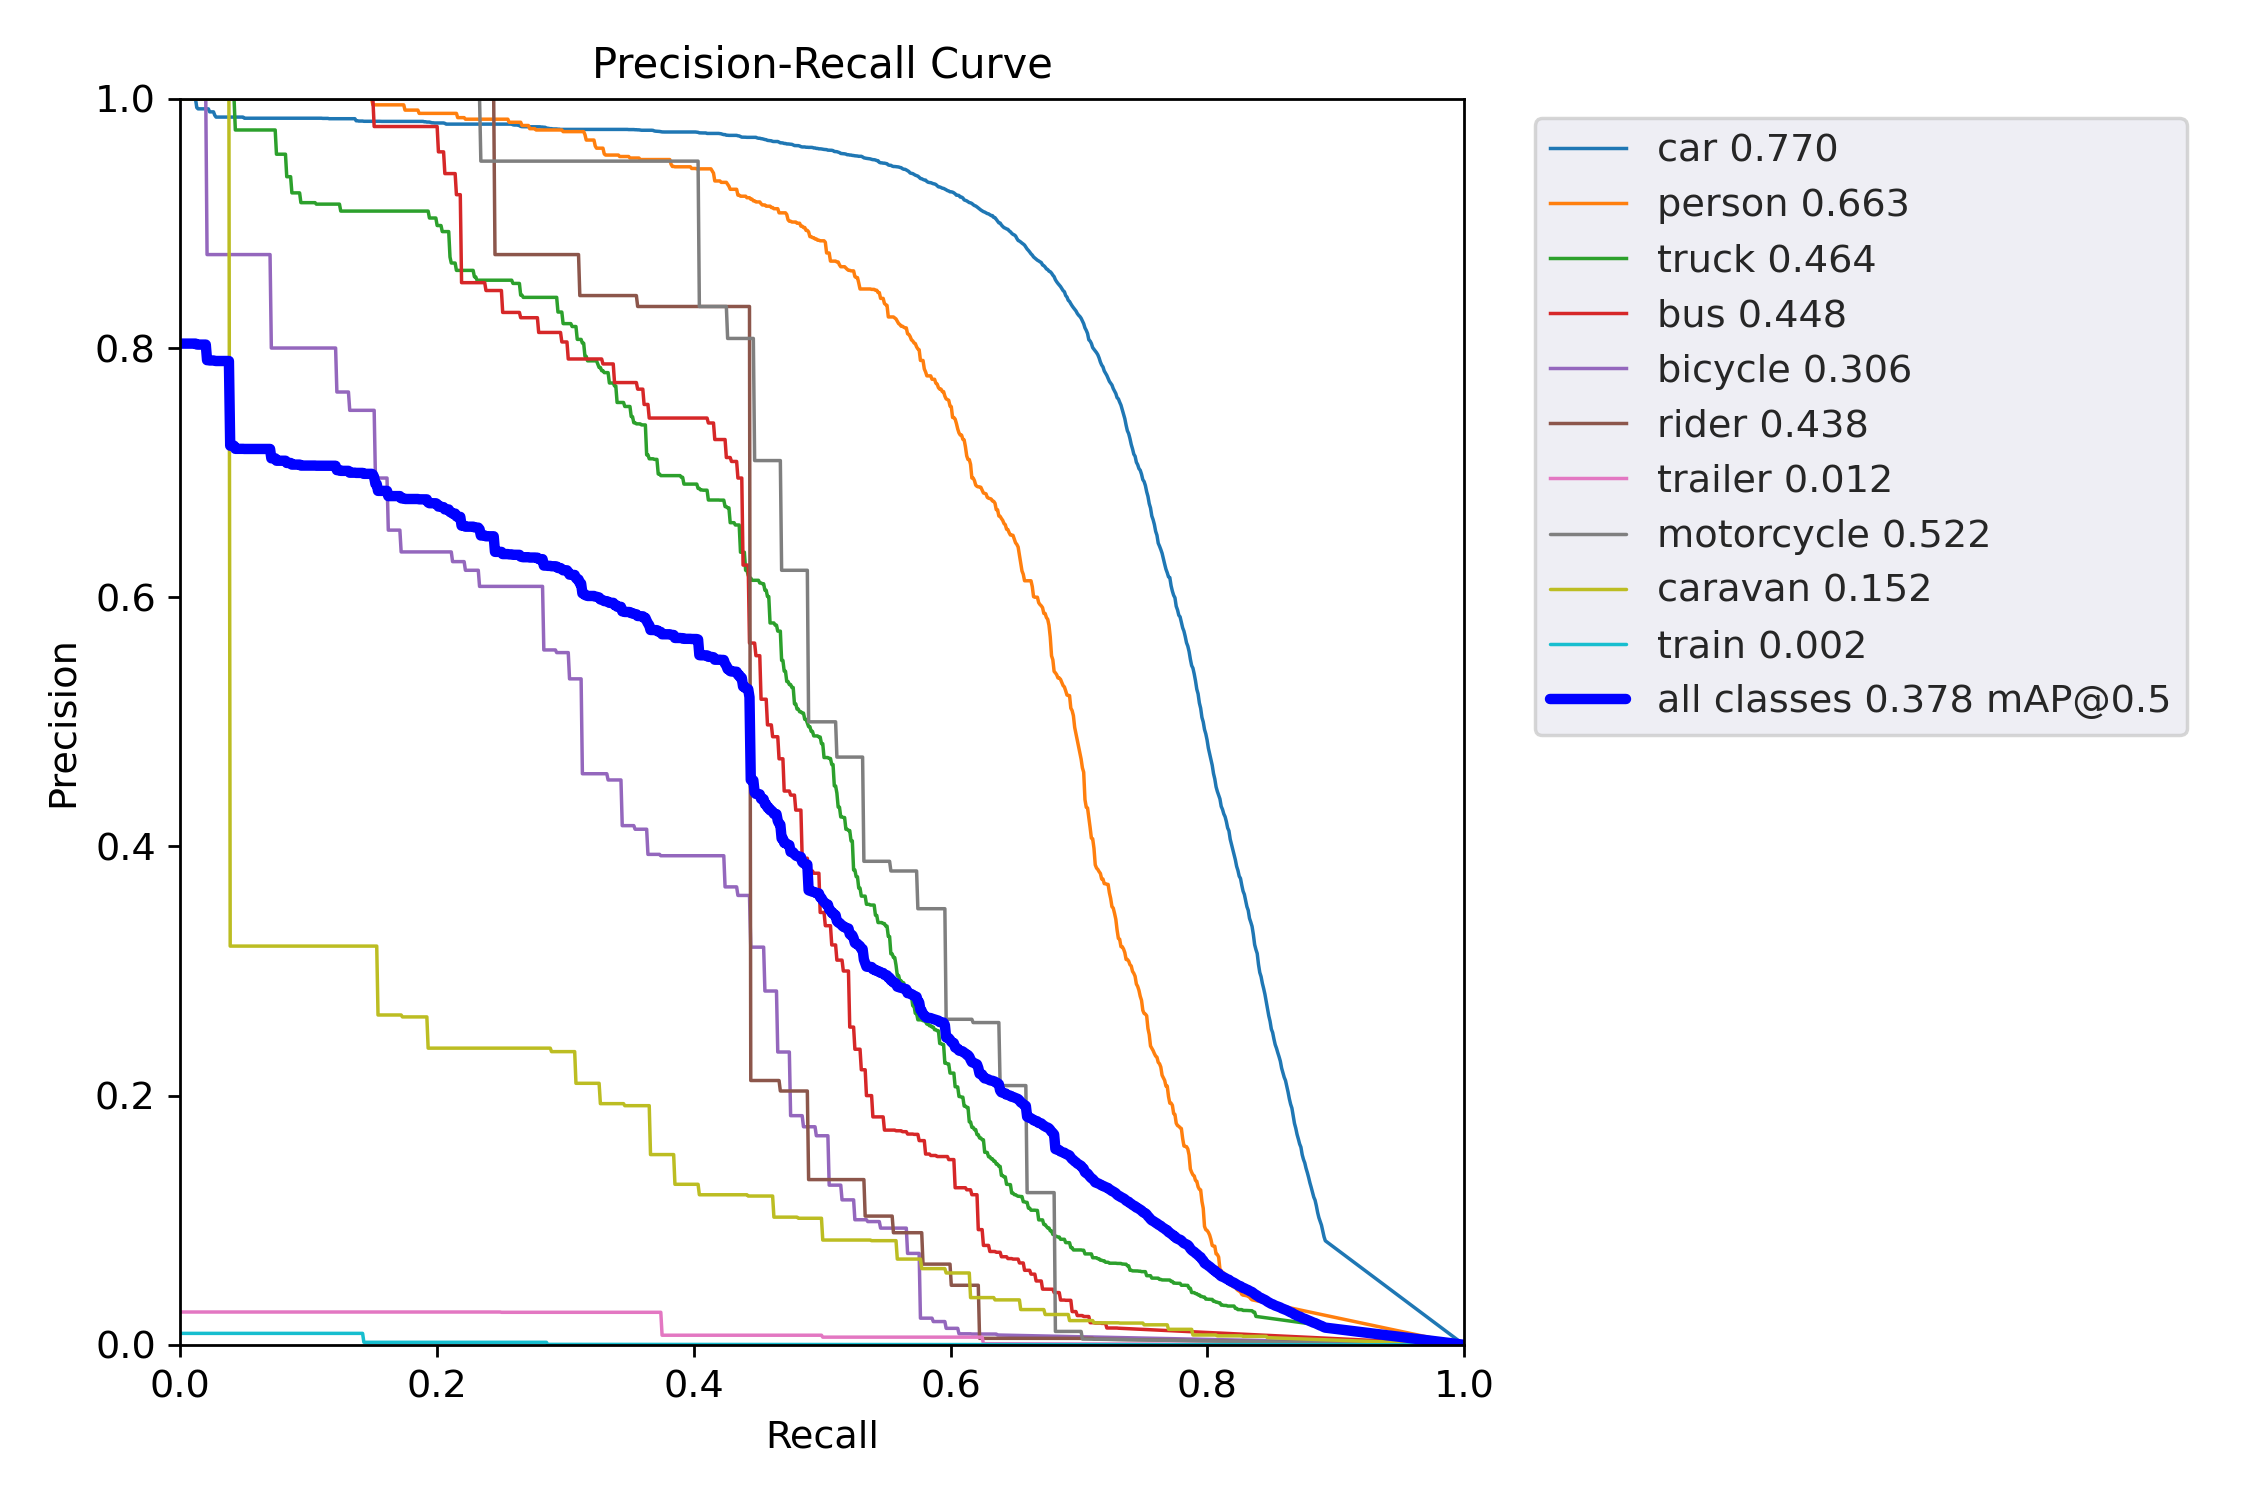 Precision-Recall Curve
1.0
0.8
0.6
0.4
0.2
0.0
Precision
0.0 0.2 0.4 0.6 0.8 1.0
Recall
car 0.770
person 0.663
truck 0.464
bus 0.448
bicycle 0.306
rider 0.438
trailer 0.012
motorcycle 0.522
caravan 0.152
train 0.002
all classes 0.378 mAP@0.5